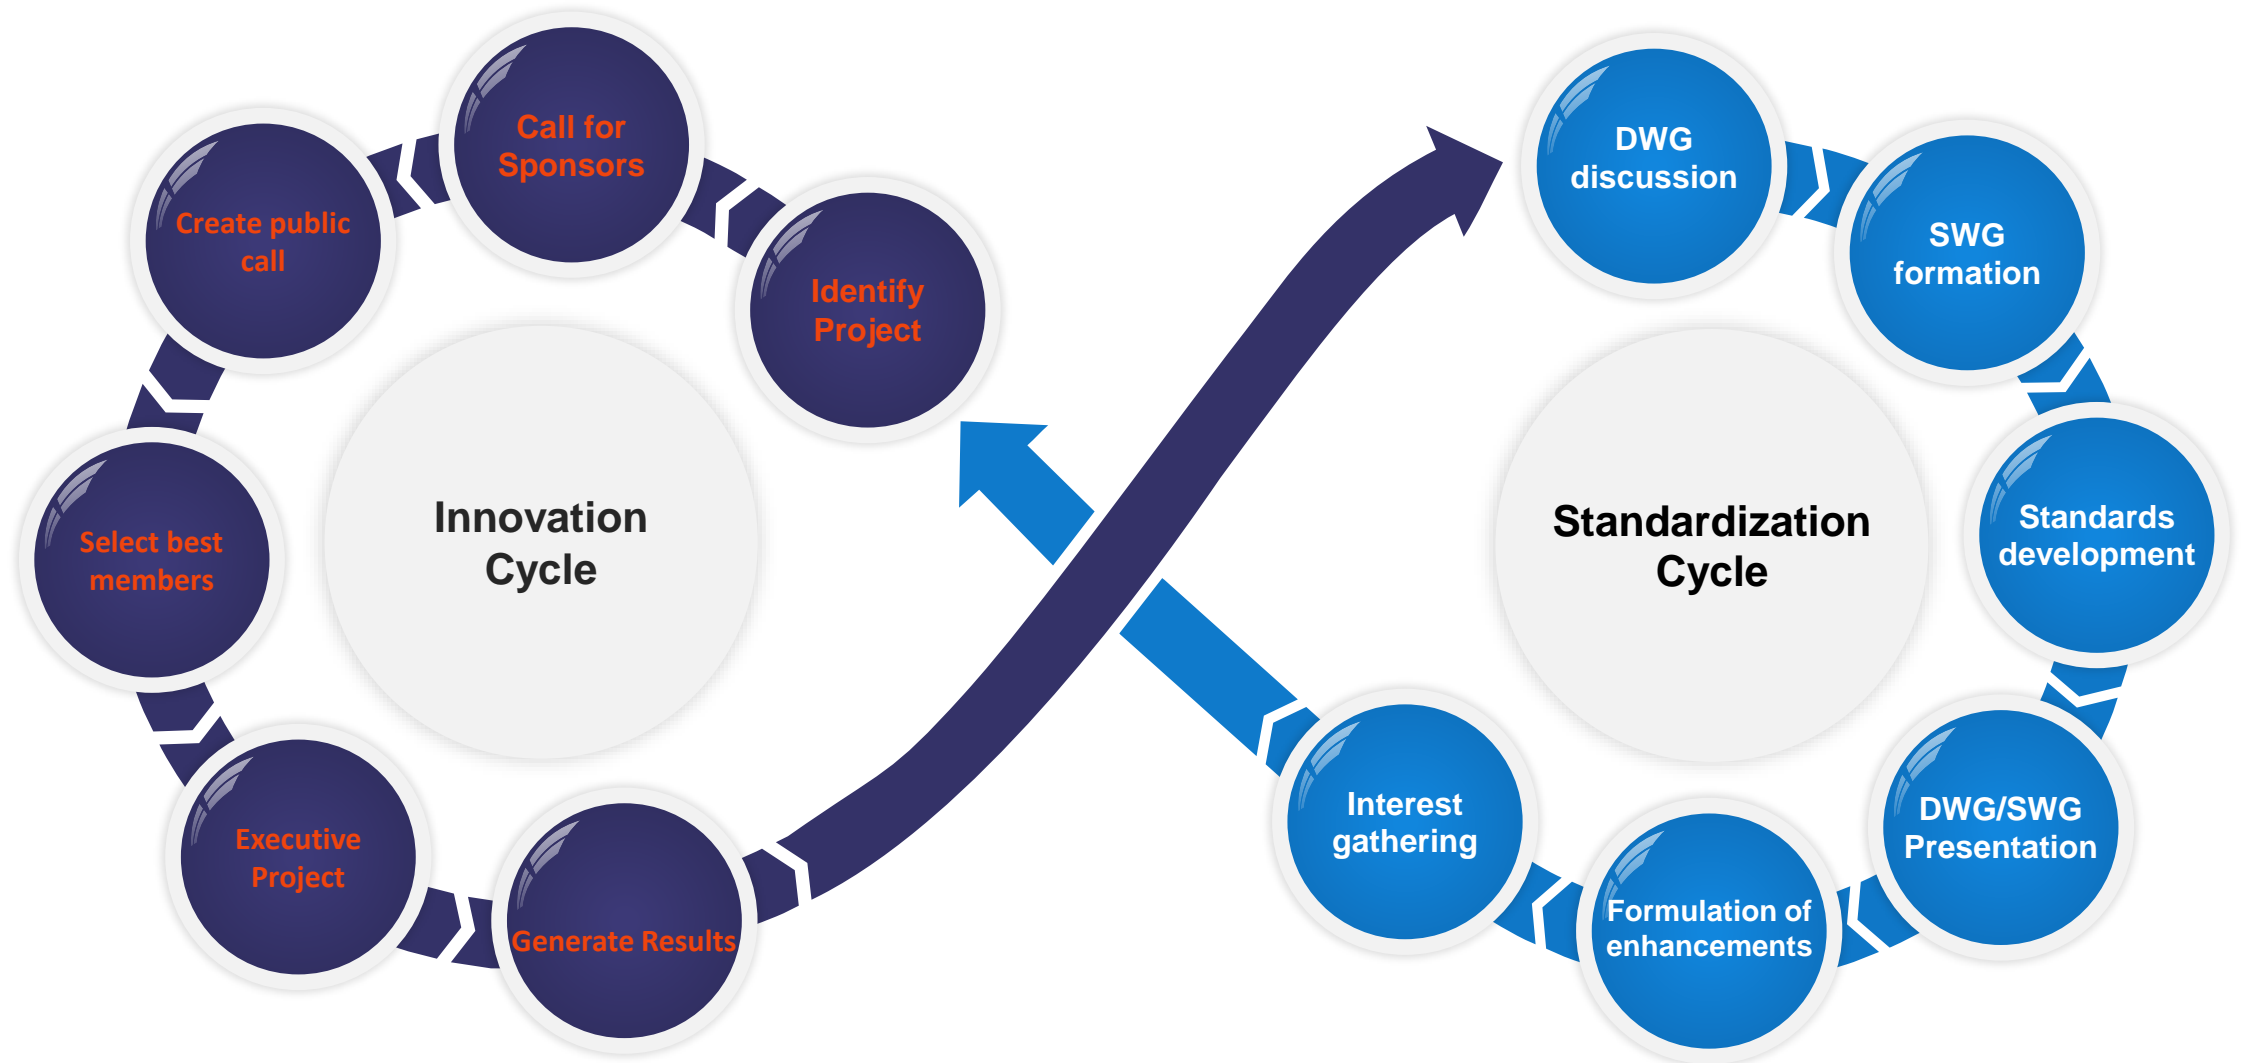 Call for
Sponsors
Create public
call
Identify
Project
Select best
members
Innovation
Cycle
Executive
Project
Generate Results
DWG
discussion
SWG
formation
Standards
development
Standardization
Cycle
DWG/SWG
Presentation
Formulation of
enhancements
Interest
gathering